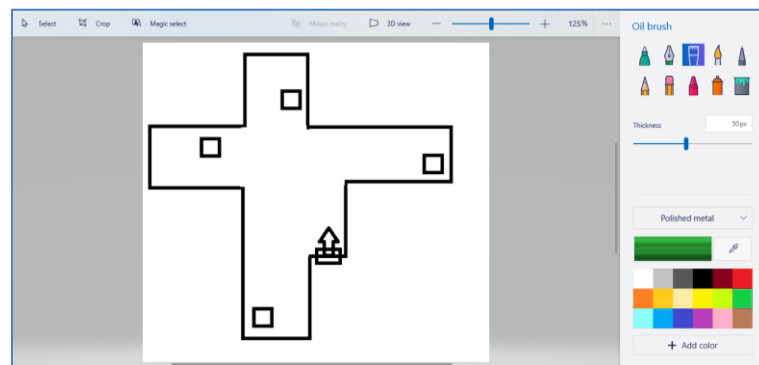 Select Crop Magic select Mixed reality 3D view 125%
Oil brush
Thickness 50px
Polished metal
Add color